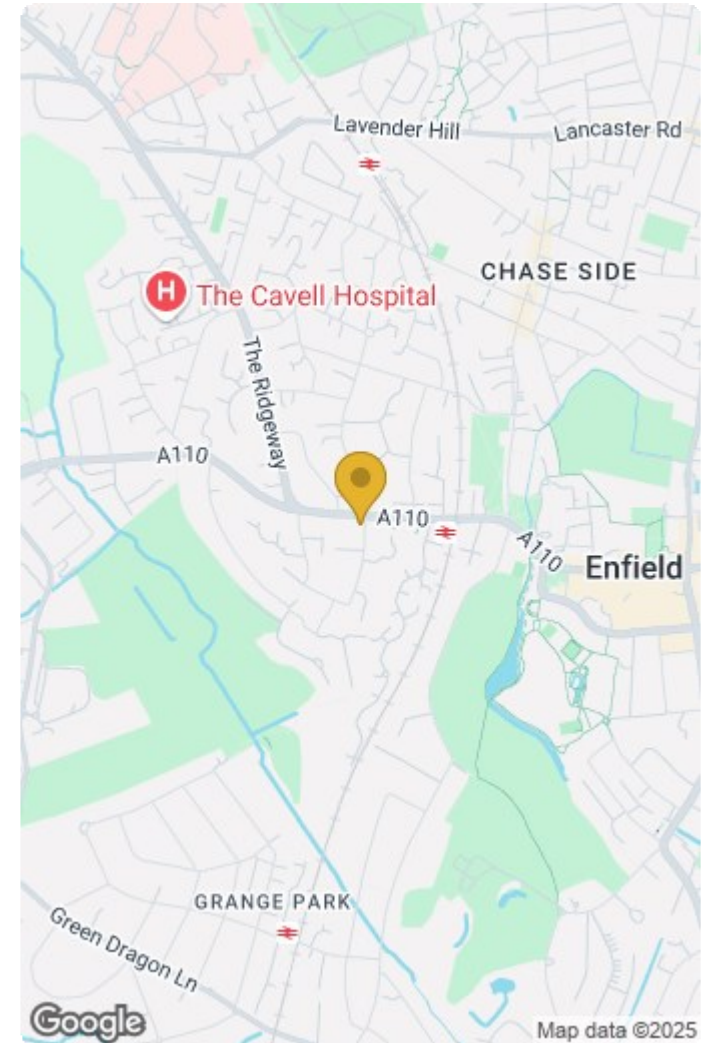 Lavender Hill
Lancaster Rd
CHASE SIDE
H The Cavell Hospital
The Ridgeway
A110
A110
A110
Enfield
GRANGE PARK
Green Dragon Ln
Google
Map data ©2025